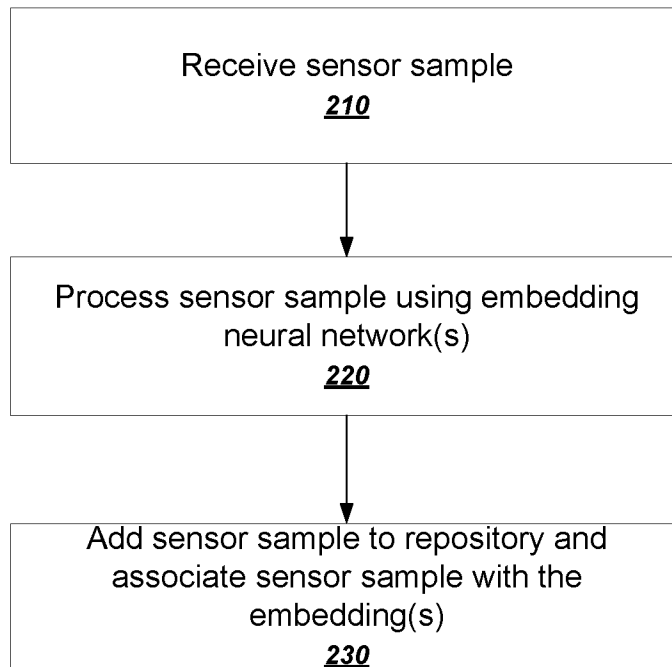 Receive sensor sample
210
Process sensor sample using embedding
neural network(s)
220
Add sensor sample to repository and
associate sensor sample with the
embedding(s)
230